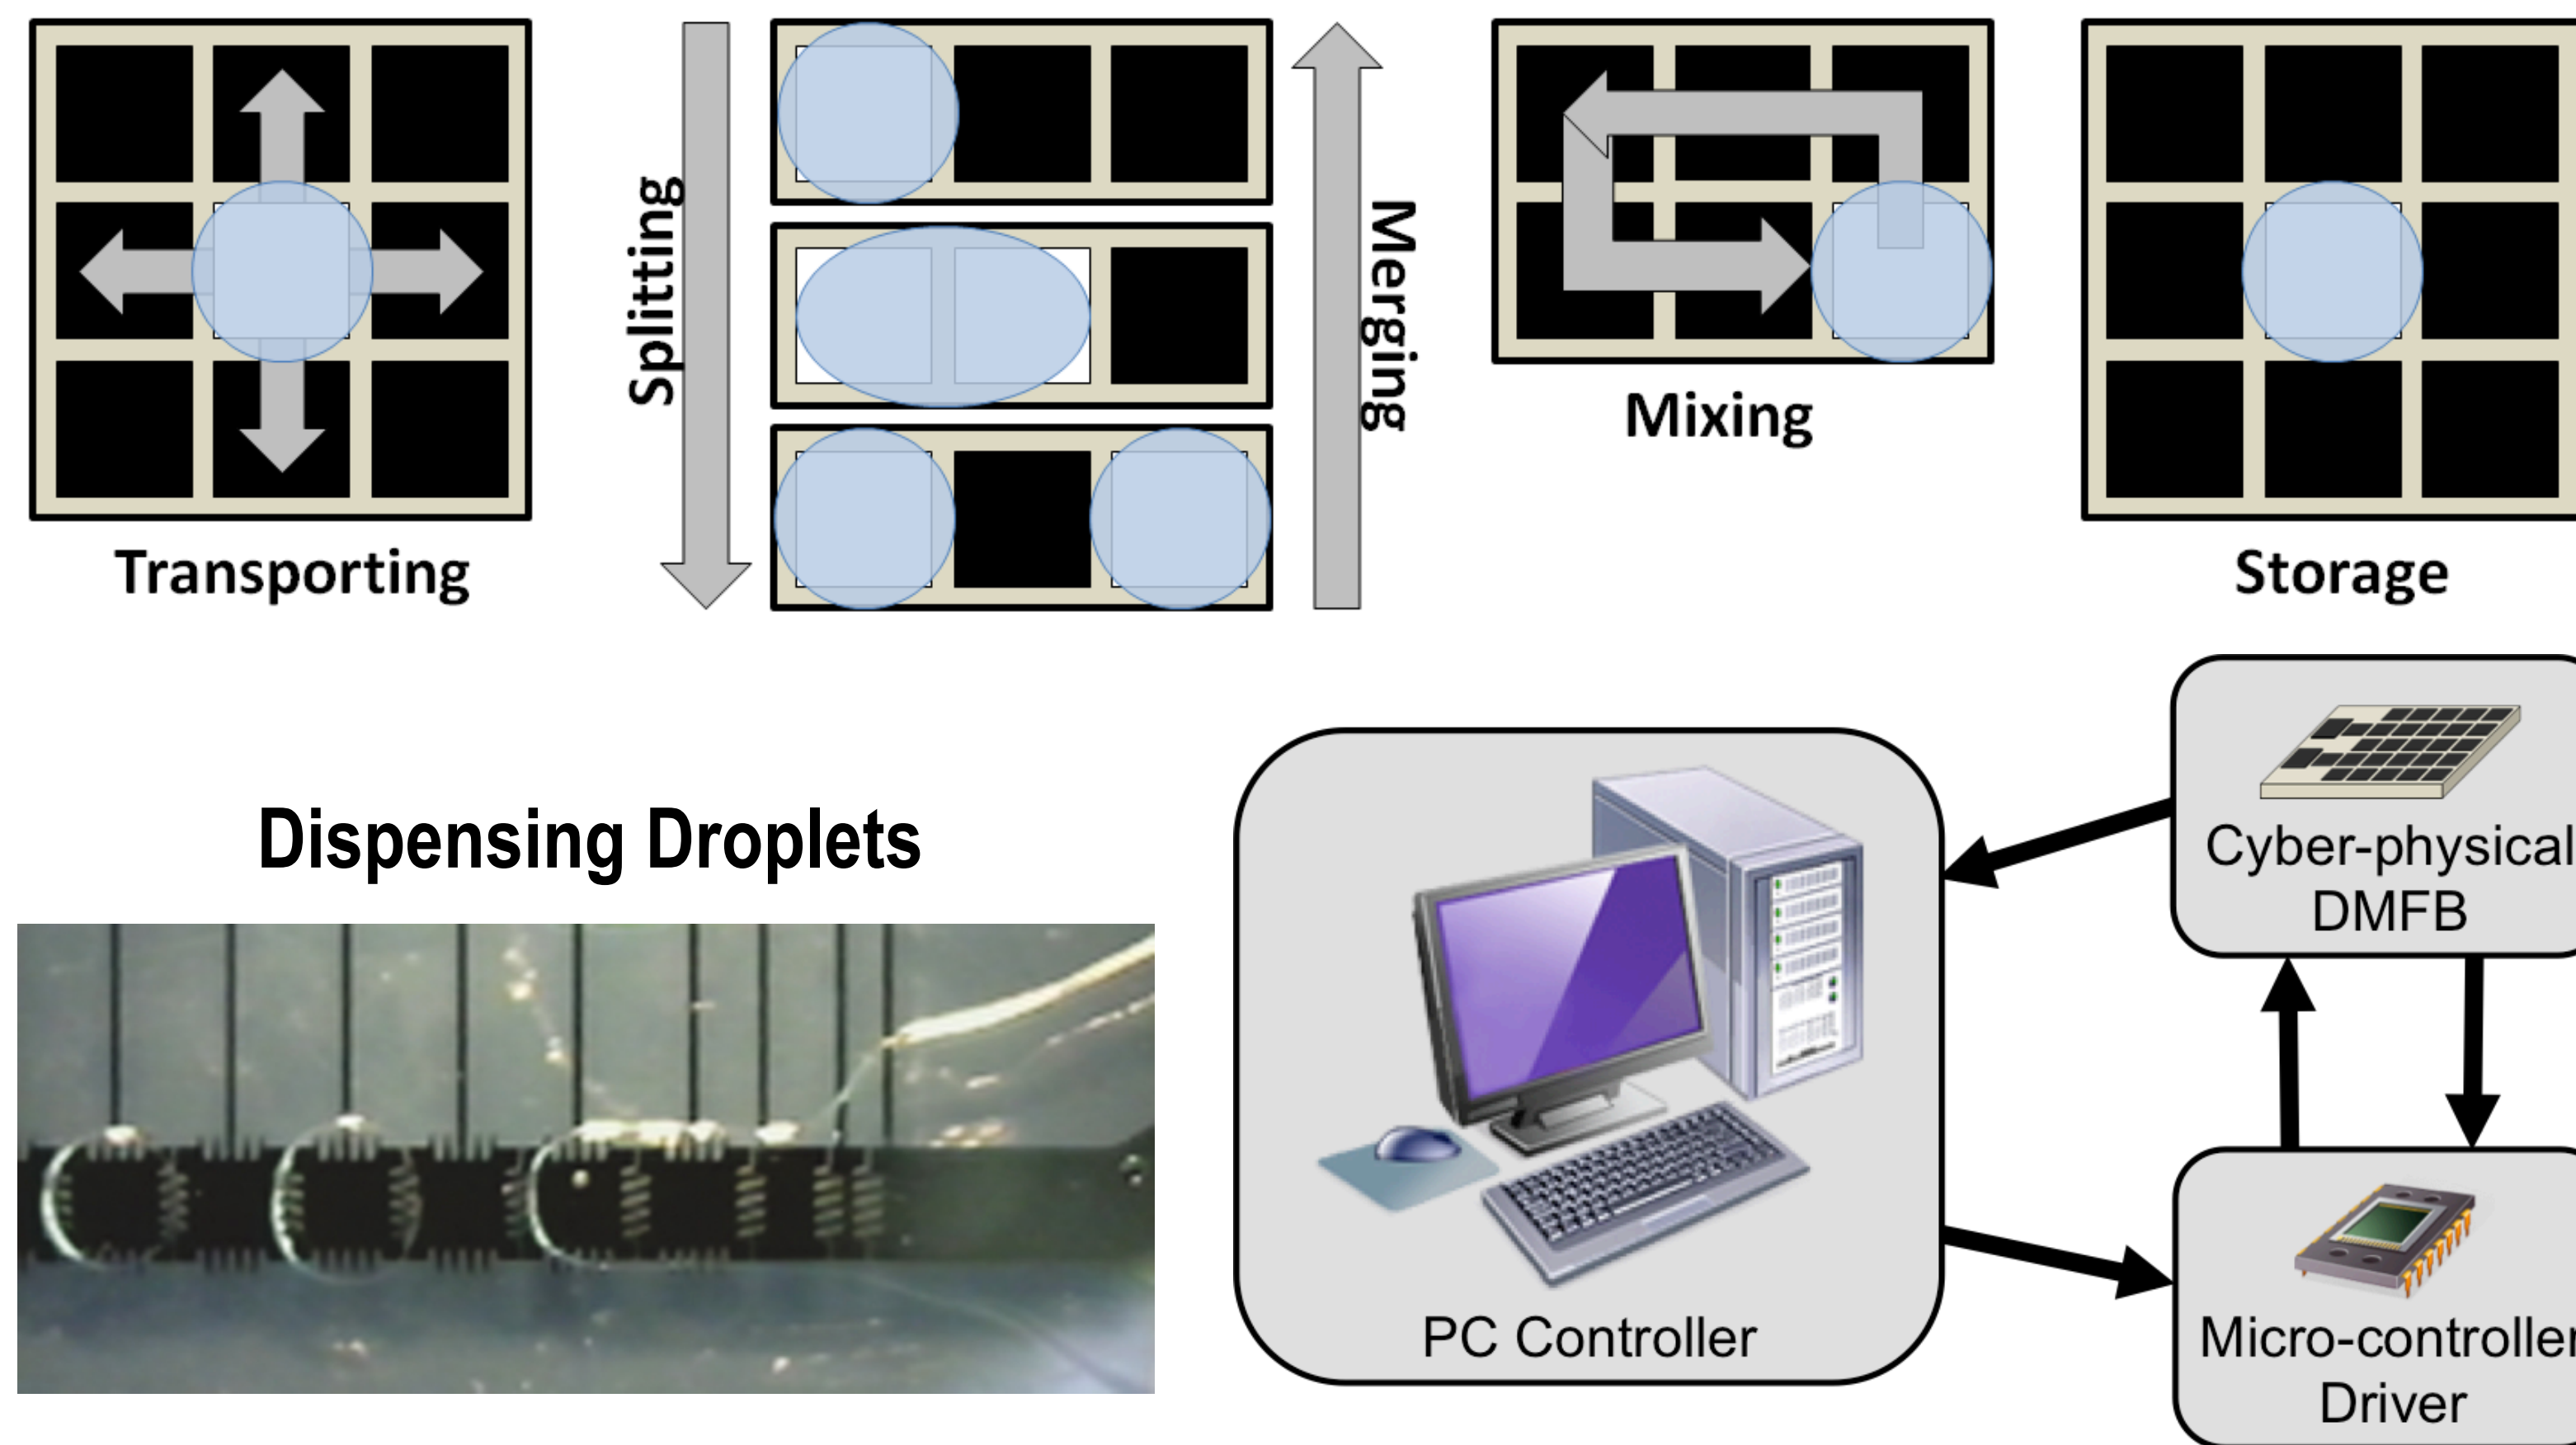 Splitting
Merging
Mixing
Transporting
Storage
Dispensing Droplets
Cyber-physical
DMFB
PC Controller
Micro-controller
Driver